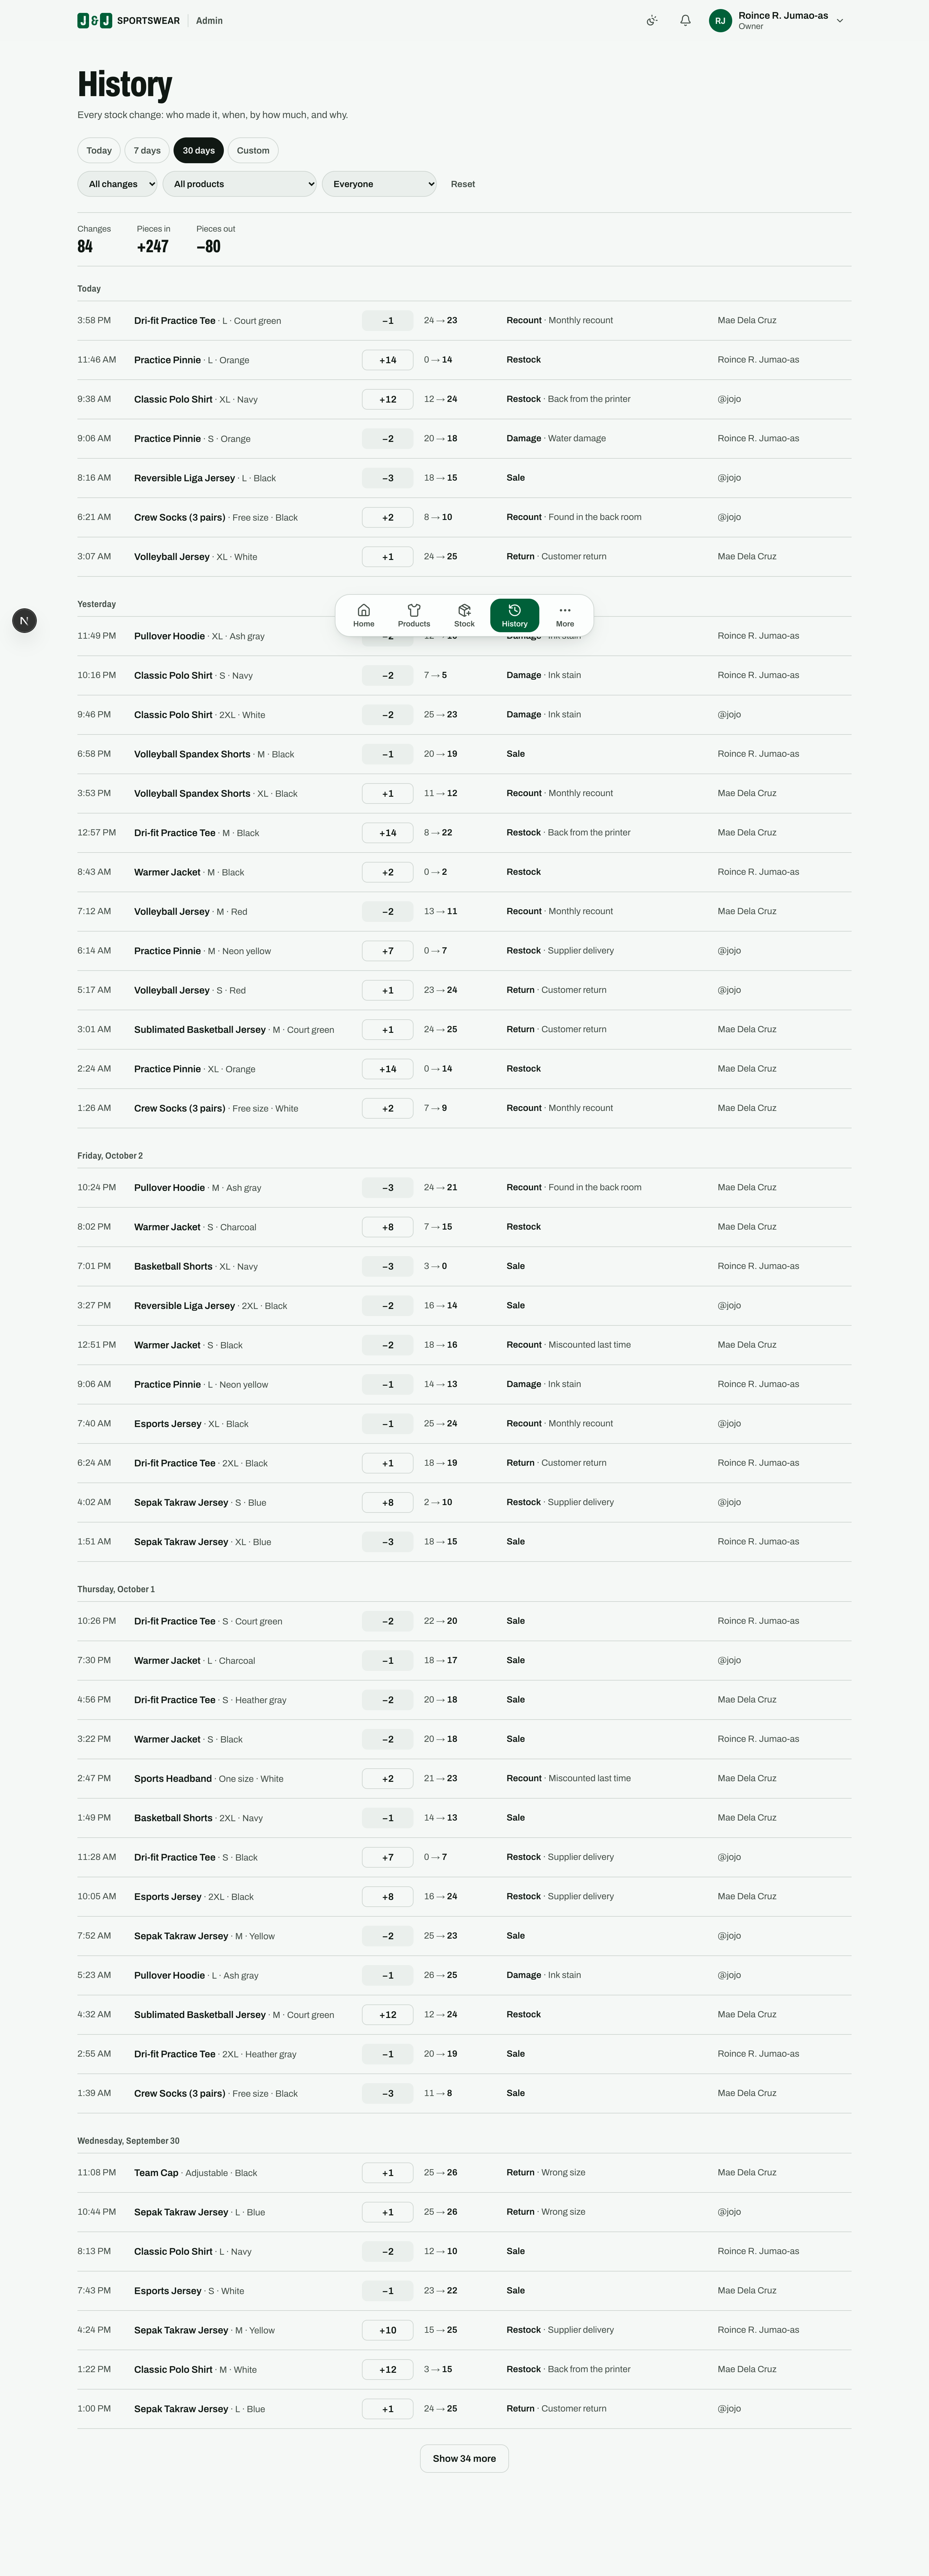 J & J SPORTSWEAR Admin
RJ Roince R. Jumao-as
Owner
History
Every stock change: who made it, when, by how much, and why.
Today 7 days 30 days Custom
All changes All products Everyone Reset
Changes Pieces in Pieces out
84 +247 −80
Today
3:58 PM Dri-fit Practice Tee · L · Court green −1 24 → 23 Recount · Monthly recount Mae Dela Cruz
11:46 AM Practice Pinnie · L · Orange +14 0 → 14 Restock Roince R. Jumao-as
9:38 AM Classic Polo Shirt · XL · Navy +12 12 → 24 Restock · Back from the printer @jojo
9:06 AM Practice Pinnie · S · Orange −2 20 → 18 Damage · Water damage Roince R. Jumao-as
8:16 AM Reversible Liga Jersey · L · Black −3 18 → 15 Sale @jojo
6:21 AM Crew Socks (3 pairs) · Free size · Black +2 8 → 10 Recount · Found in the back room @jojo
3:07 AM Volleyball Jersey · XL · White +1 24 → 25 Return · Customer return Mae Dela Cruz
Yesterday
N
Home Products Stock History More
11:49 PM Pullover Hoodie · XL · Ash gray Roince R. Jumao-as
10:16 PM Classic Polo Shirt · S · Navy −2 7 → 5 Damage · Ink stain Roince R. Jumao-as
9:46 PM Classic Polo Shirt · 2XL · White −2 25 → 23 Damage · Ink stain @jojo
6:58 PM Volleyball Spandex Shorts · M · Black −1 20 → 19 Sale Roince R. Jumao-as
3:53 PM Volleyball Spandex Shorts · XL · Black +1 11 → 12 Recount · Monthly recount Mae Dela Cruz
12:57 PM Dri-fit Practice Tee · M · Black +14 8 → 22 Restock · Back from the printer Mae Dela Cruz
8:43 AM Warmer Jacket · M · Black +2 0 → 2 Restock Roince R. Jumao-as
7:12 AM Volleyball Jersey · M · Red −2 13 → 11 Recount · Monthly recount Mae Dela Cruz
6:14 AM Practice Pinnie · M · Neon yellow +7 0 → 7 Restock · Supplier delivery @jojo
5:17 AM Volleyball Jersey · S · Red +1 23 → 24 Return · Customer return @jojo
3:01 AM Sublimated Basketball Jersey · M · Court green +1 24 → 25 Return · Customer return Mae Dela Cruz
2:24 AM Practice Pinnie · XL · Orange +14 0 → 14 Restock Mae Dela Cruz
1:26 AM Crew Socks (3 pairs) · Free size · White +2 7 → 9 Recount · Monthly recount Mae Dela Cruz
Friday, October 2
10:24 PM Pullover Hoodie · M · Ash gray −3 24 → 21 Recount · Found in the back room Mae Dela Cruz
8:02 PM Warmer Jacket · S · Charcoal +8 7 → 15 Restock Mae Dela Cruz
7:01 PM Basketball Shorts · XL · Navy −3 3 → 0 Sale Roince R. Jumao-as
3:27 PM Reversible Liga Jersey · 2XL · Black −2 16 → 14 Sale @jojo
12:51 PM Warmer Jacket · S · Black −2 18 → 16 Recount · Miscounted last time Mae Dela Cruz
9:06 AM Practice Pinnie · L · Neon yellow −1 14 → 13 Damage · Ink stain Roince R. Jumao-as
7:40 AM Esports Jersey · XL · Black −1 25 → 24 Recount · Monthly recount @jojo
6:24 AM Dri-fit Practice Tee · 2XL · Black +1 18 → 19 Return · Customer return Roince R. Jumao-as
4:02 AM Sepak Takraw Jersey · S · Blue +8 2 → 10 Restock · Supplier delivery @jojo
1:51 AM Sepak Takraw Jersey · XL · Blue −3 18 → 15 Sale Roince R. Jumao-as
Thursday, October 1
10:26 PM Dri-fit Practice Tee · S · Court green −2 22 → 20 Sale Roince R. Jumao-as
7:30 PM Warmer Jacket · L · Charcoal −1 18 → 17 Sale @jojo
4:56 PM Dri-fit Practice Tee · S · Heather gray −2 20 → 18 Sale Mae Dela Cruz
3:22 PM Warmer Jacket · S · Black −2 20 → 18 Sale Roince R. Jumao-as
2:47 PM Sports Headband · One size · White +2 21 → 23 Recount · Miscounted last time Mae Dela Cruz
1:49 PM Basketball Shorts · 2XL · Navy −1 14 → 13 Sale Mae Dela Cruz
11:28 AM Dri-fit Practice Tee · S · Black +7 0 → 7 Restock · Supplier delivery @jojo
10:05 AM Esports Jersey · 2XL · Black +8 16 → 24 Restock · Supplier delivery Mae Dela Cruz
7:52 AM Sepak Takraw Jersey · M · Yellow −2 25 → 23 Sale @jojo
5:23 AM Pullover Hoodie · L · Ash gray −1 26 → 25 Damage · Ink stain @jojo
4:32 AM Sublimated Basketball Jersey · M · Court green +12 12 → 24 Restock Mae Dela Cruz
2:55 AM Dri-fit Practice Tee · 2XL · Heather gray −1 20 → 19 Sale Roince R. Jumao-as
1:39 AM Crew Socks (3 pairs) · Free size · Black −3 11 → 8 Sale Mae Dela Cruz
Wednesday, September 30
11:08 PM Team Cap · Adjustable · Black +1 25 → 26 Return · Wrong size Mae Dela Cruz
10:44 PM Sepak Takraw Jersey · L · Blue +1 25 → 26 Return · Wrong size @jojo
8:13 PM Classic Polo Shirt · L · Navy −2 12 → 10 Sale Roince R. Jumao-as
7:43 PM Esports Jersey · S · White −1 23 → 22 Sale Mae Dela Cruz
4:24 PM Sepak Takraw Jersey · M · Yellow +10 15 → 25 Restock · Supplier delivery Roince R. Jumao-as
1:22 PM Classic Polo Shirt · M · White +12 3 → 15 Restock · Back from the printer Mae Dela Cruz
1:00 PM Sepak Takraw Jersey · L · Blue +1 24 → 25 Return · Customer return @jojo
Show 34 more